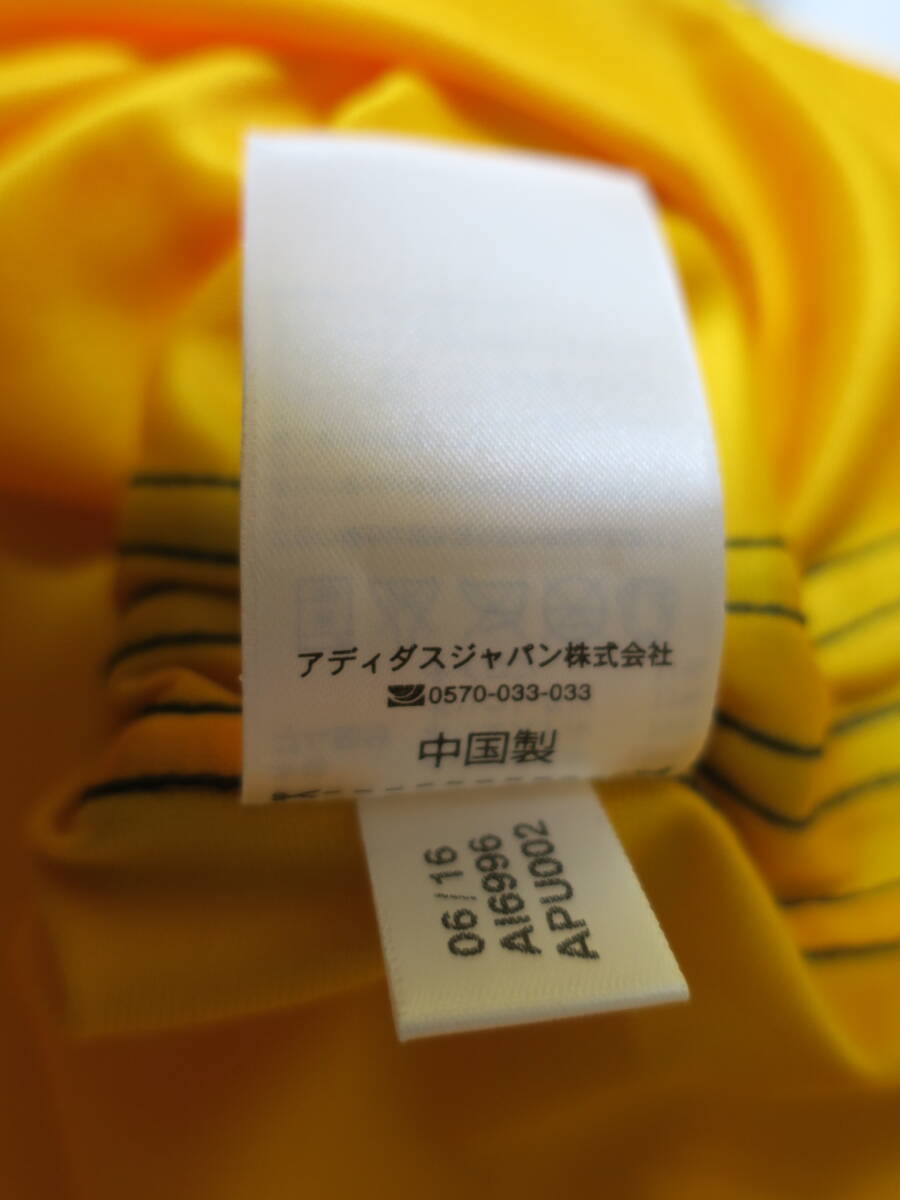 アディダスジャパン株式会社
0570-033-033
中国製
06/16
AI6996
APU002